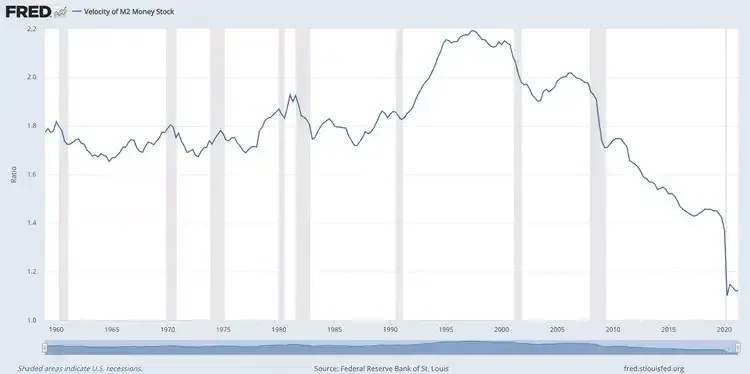 FRED
Velocity of M2 Money Stock
2.2
2.0
1.8
1.6
1.4
1.2
1.0
Ratio
1960 1965 1970 1975 1980 1985 1990 1995 2000 2005 2010 2015 2020
Shaded areas indicate U.S. recessions. Source: Federal Reserve Bank of St. Louis fred.stlouisfed.org